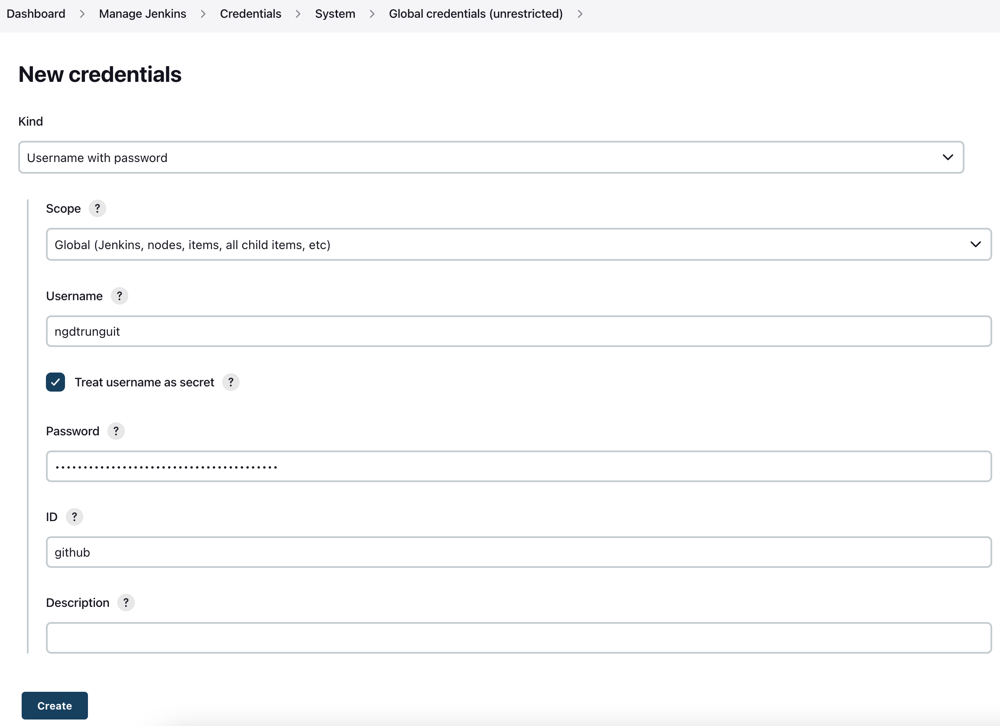 Dashboard > Manage Jenkins > Credentials > System > Global credentials (unrestricted) >
New credentials
Kind
Username with password
Scope ?
Global (Jenkins, nodes, items, all child items, etc)
Username ?
ngdtrunguit
Treat username as secret ?
Password ?
••••••••••••••••••••••••••••••••••••••••
ID ?
github
Description ?
Create